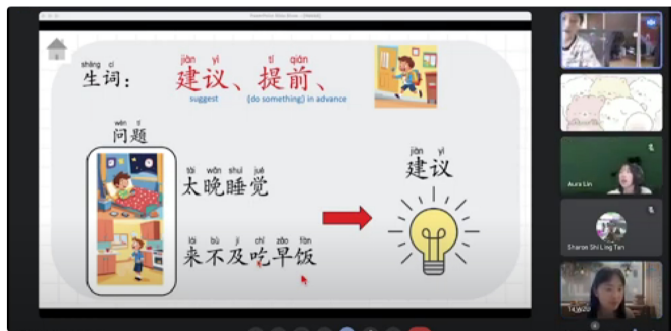 shēng cí
生词：
jiàn yì tí qián
建议、提前、
suggest (do something) in advance
wèn tí
问题
tài wǎn shuì jué
太晚睡觉
lái bù jí chī zǎo fàn
来不及吃早饭
jiàn yì
建议
Aura Lin
Sharon Shi Ling Tan